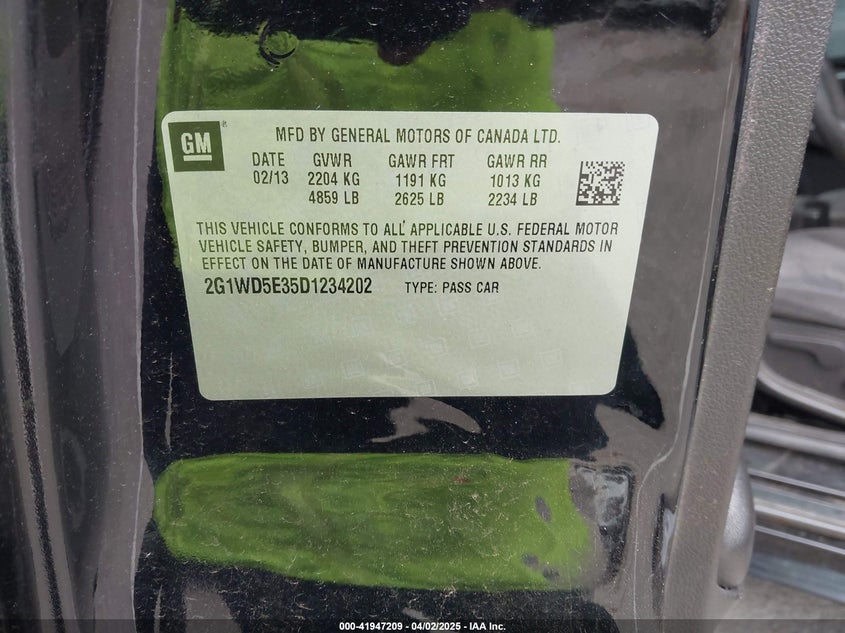 GM
MFD BY GENERAL MOTORS OF CANADA LTD.
DATE GVWR GAWR FRT GAWR RR
02/13 2204 KG 1191 KG 1013 KG
4859 LB 2625 LB 2234 LB
THIS VEHICLE CONFORMS TO ALL APPLICABLE U.S. FEDERAL MOTOR
VEHICLE SAFETY, BUMPER, AND THEFT PREVENTION STANDARDS IN
EFFECT ON THE DATE OF MANUFACTURE SHOWN ABOVE.
2G1WD5E35D1234202 TYPE: PASS CAR
000-41947209 - 04/02/2025 - IAA Inc.